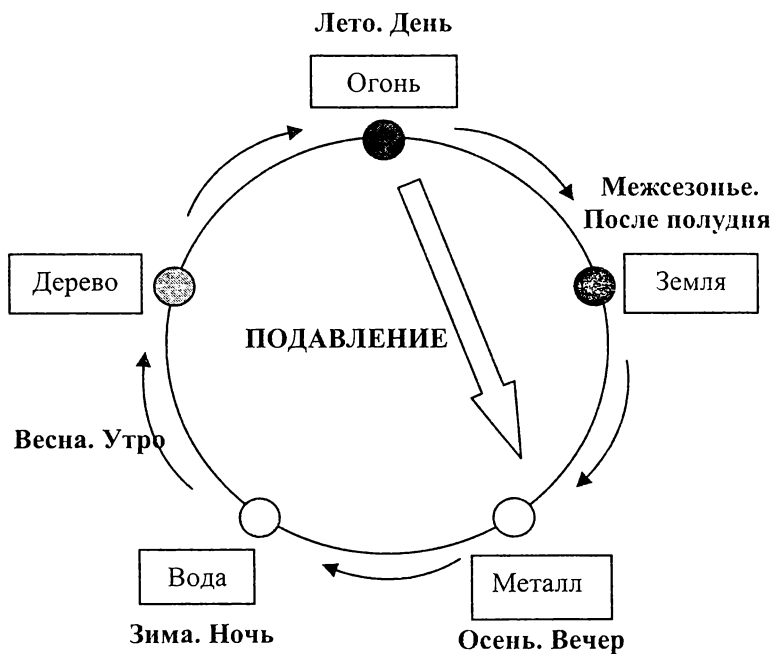 Лето. День
Огонь
Межсезонье.
После полудня
Дерево
Земля
ПОДАВЛЕНИЕ
Весна. Утро
Вода
Металл
Зима. Ночь
Осень. Вечер